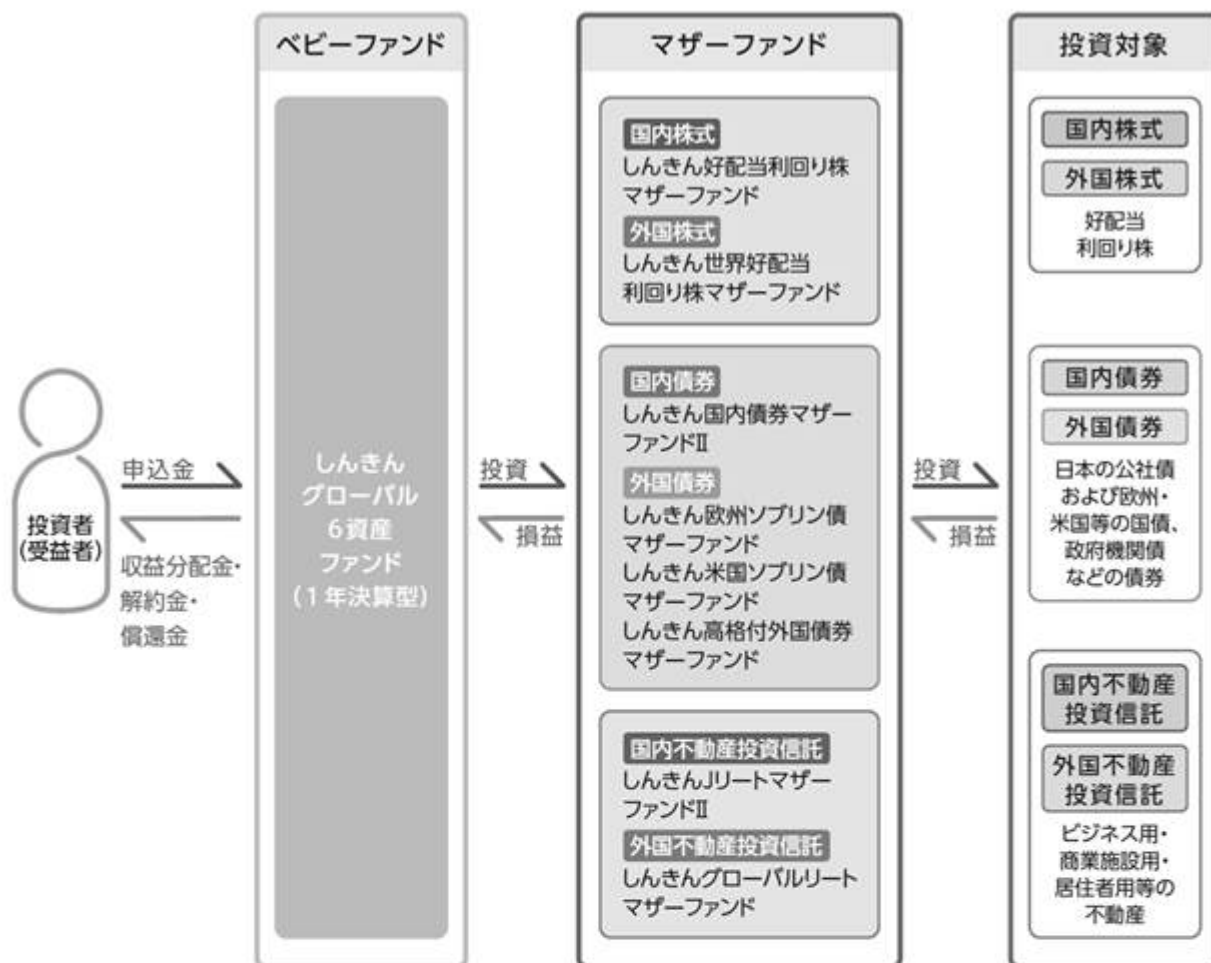 ベビーファンド
マザーファンド
投資対象
投資者
(受益者)
申込金
収益分配金・
解約金・
償還金
しんきん
グローバル
6資産
ファンド
(1年決算型)
投資
損益
国内株式
しんきん好配当利回り株
マザーファンド
外国株式
しんきん世界好配当
利回り株マザーファンド
国内債券
しんきん国内債券マザー
ファンドⅡ
外国債券
しんきん欧州ソブリン債
マザーファンド
しんきん米国ソブリン債
マザーファンド
しんきん高格付外国債券
マザーファンド
国内不動産投資信託
しんきんJリートマザー
ファンドⅡ
外国不動産投資信託
しんきんグローバルリート
マザーファンド
投資
損益
国内株式
外国株式
好配当
利回り株
国内債券
外国債券
日本の公社債
および欧州・
米国等の国債、
政府機関債
などの債券
国内不動産
投資信託
外国不動産
投資信託
ビジネス用・
商業施設用・
居住者用等の
不動産